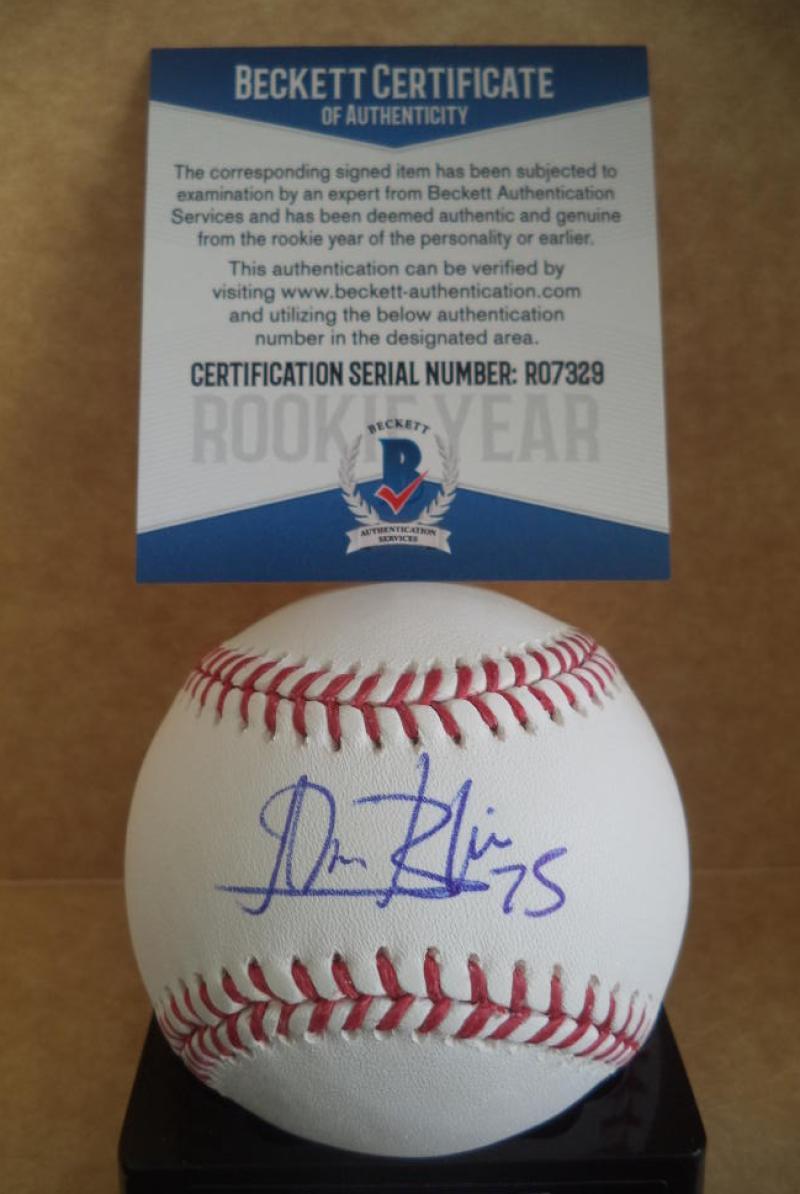 BECKETT CERTIFICATE
OF AUTHENTICITY
The corresponding signed item has been subjected to
examination by an expert from Beckett Authentication
Services and has been deemed authentic and genuine
from the rookie year of the personality or earlier.
This authentication can be verified by
visiting www.beckett-authentication.com
and utilizing the below authentication
number in the designated area.
CERTIFICATION SERIAL NUMBER: R07329
ROOKIE YEAR
BECKETT
B
AUTHENTICATION
SERVICES
75